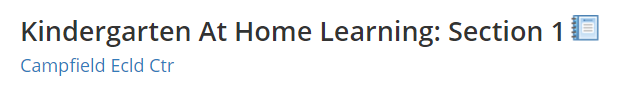 Kindergarten At Home Learning: Section 1
Campfield Ecld Ctr